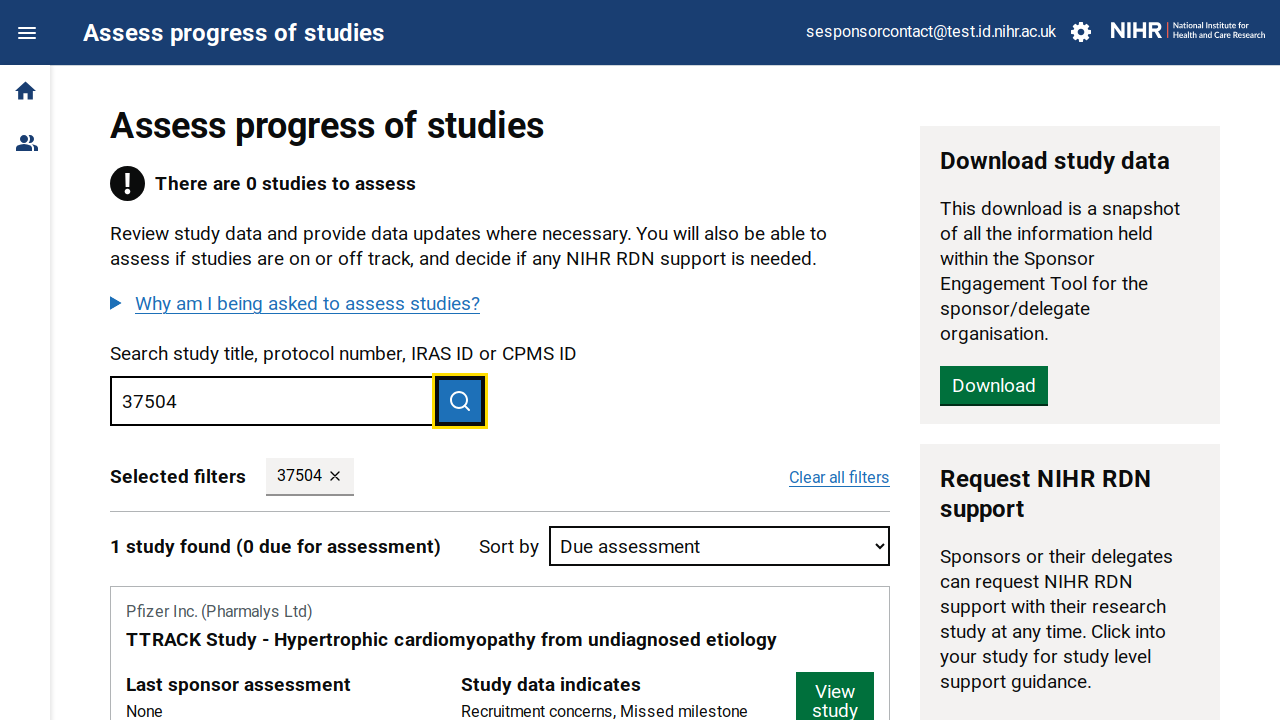 Assess progress of studies
sesponsorcontact@test.id.nihr.ac.uk
NIHR
National Institute for
Health and Care Research
Assess progress of studies
There are 0 studies to assess
Review study data and provide data updates where necessary. You will also be able to
assess if studies are on or off track, and decide if any NIHR RDN support is needed.
Why am I being asked to assess studies?
Search study title, protocol number, IRAS ID or CPMS ID
37504
Selected filters
37504
Clear all filters
1 study found (0 due for assessment)
Sort by
Due assessment
Pfizer Inc. (Pharmalys Ltd)
TTRACK Study - Hypertrophic cardiomyopathy from undiagnosed etiology
Last sponsor assessment
None
Study data indicates
Recruitment concerns, Missed milestone
View
study
Download study data
This download is a snapshot
of all the information held
within the Sponsor
Engagement Tool for the
sponsor/delegate
organisation.
Download
Request NIHR RDN
support
Sponsors or their delegates
can request NIHR RDN
support with their research
study at any time. Click into
your study for study level
support guidance.